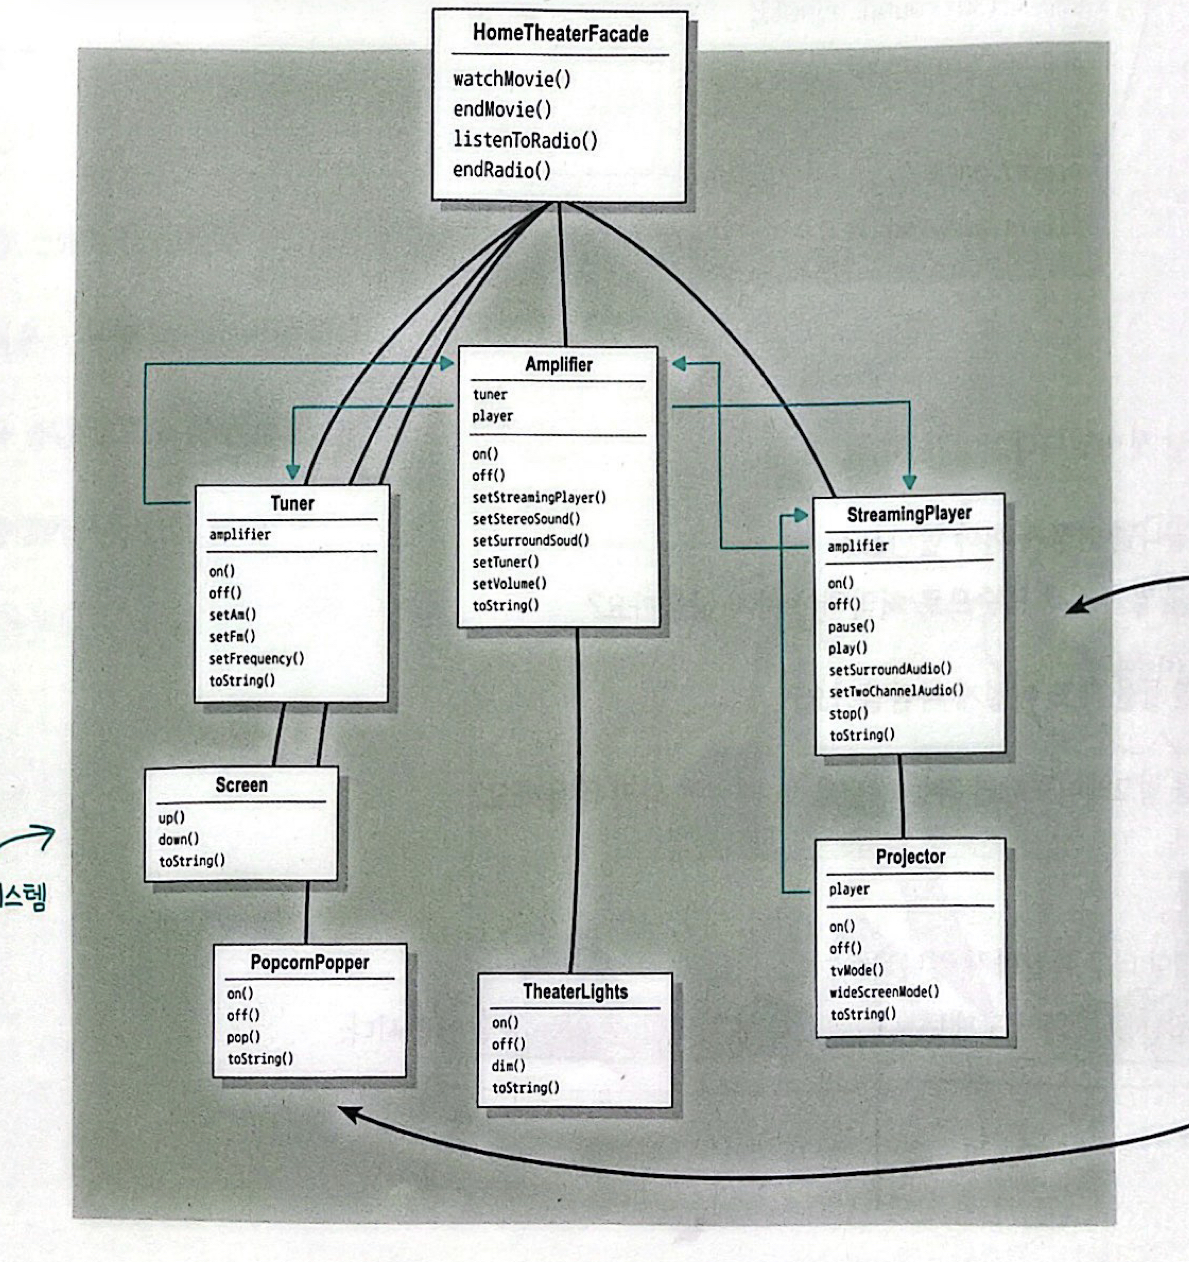 HomeTheaterFacade
watchMovie()
endMovie()
listenToRadio()
endRadio()
Amplifier
tuner
player
on()
off()
setStreamingPlayer()
setStereoSound()
setSurroundSoud()
setTuner()
setVolume()
toString()
Tuner
amplifier
on()
off()
setAm()
setFm()
setFrequency()
toString()
StreamingPlayer
amplifier
on()
off()
pause()
play()
setSurroundAudio()
setTwoChannelAudio()
stop()
toString()
Screen
up()
down()
toString()
Projector
player
on()
off()
tvMode()
wideScreenMode()
toString()
PopcornPopper
on()
off()
pop()
toString()
TheaterLights
on()
off()
dim()
toString()
스템